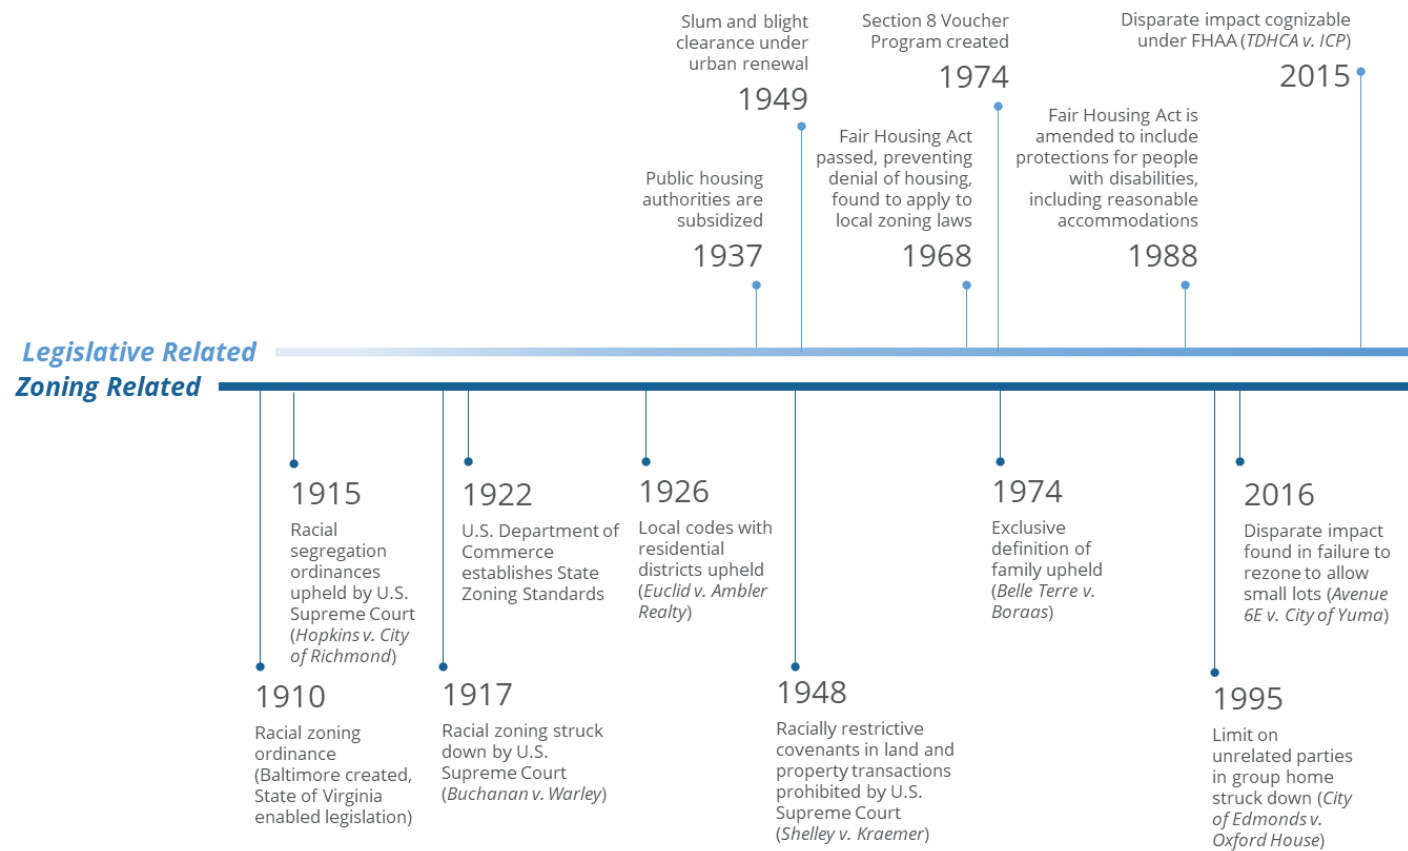 Slum and blight
clearance under
urban renewal
1949
Section 8 Voucher
Program created
1974
Disparate impact cognizable
under FHAA (TDHCA v. ICP)
2015
Public housing
authorities are
subsidized
1937
Fair Housing Act
passed, preventing
denial of housing,
found to apply to
local zoning laws
1968
Fair Housing Act is
amended to include
protections for people
with disabilities,
including reasonable
accommodations
1988
Legislative Related
Zoning Related
1915
Racial
segregation
ordinances
upheld by U.S.
Supreme Court
(Hopkins v. City
of Richmond)
1922
U.S. Department of
Commerce
establishes State
Zoning Standards
1926
Local codes with
residential
districts upheld
(Euclid v. Ambler
Realty)
1974
Exclusive
definition of
family upheld
(Belle Terre v.
Boraas)
2016
Disparate impact
found in failure to
rezone to allow
small lots (Avenue
6E v. City of Yuma)
1910
Racial zoning
ordinance
(Baltimore created,
State of Virginia
enabled legislation)
1917
Racial zoning struck
down by U.S.
Supreme Court
(Buchanan v. Warley)
1948
Racially restrictive
covenants in land and
property transactions
prohibited by U.S.
Supreme Court
(Shelley v. Kraemer)
1995
Limit on
unrelated parties
in group home
struck down (City
of Edmonds v.
Oxford House)